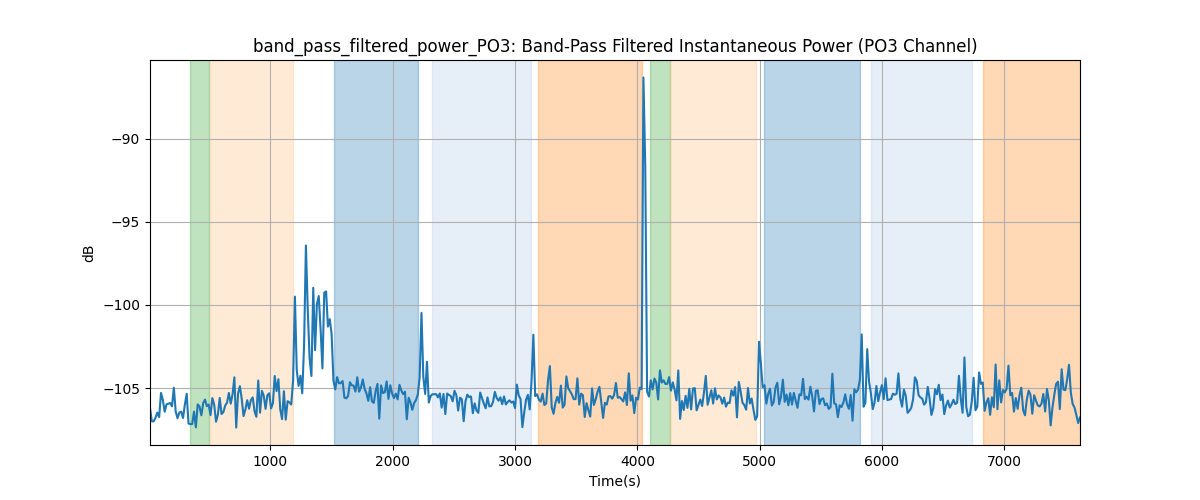 band_pass_filtered_power_PO3: Band-Pass Filtered Instantaneous Power (PO3 Channel)
−90
−95
−100
−105
dB
1000 2000 3000 4000 5000 6000 7000
Time(s)